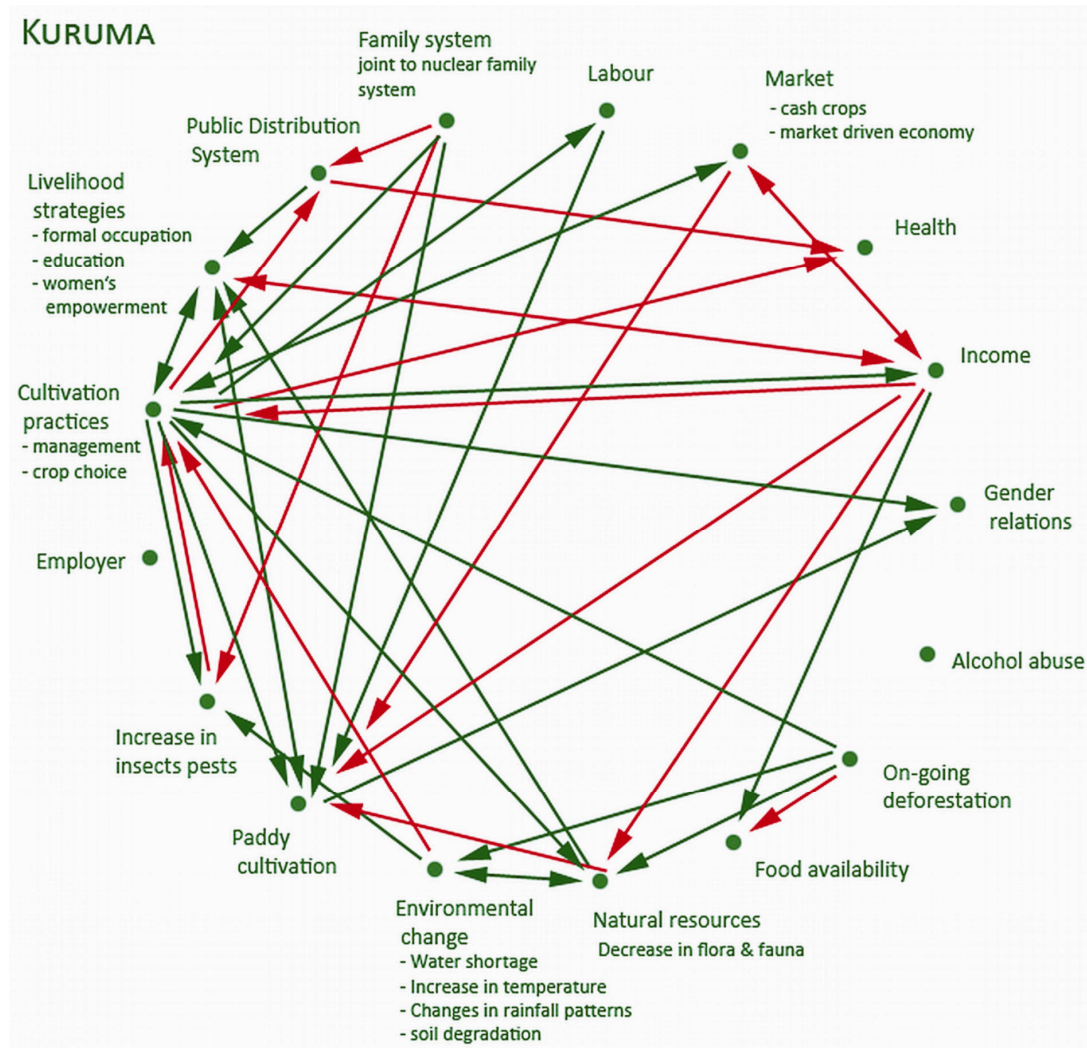 KURUMA
Family system
joint to nuclear family
system
Labour
Market
- cash crops
- market driven economy
Public Distribution
System
Livelihood
strategies
- formal occupation
- education
- women's
empowerment
Health
Income
Cultivation
practices
- management
- crop choice
Gender
relations
Employer
Alcohol abuse
Increase in
insects pests
On-going
deforestation
Paddy
cultivation
Food availability
Environmental
change
- Water shortage
- Increase in temperature
- Changes in rainfall patterns
- soil degradation
Natural resources
Decrease in flora & fauna